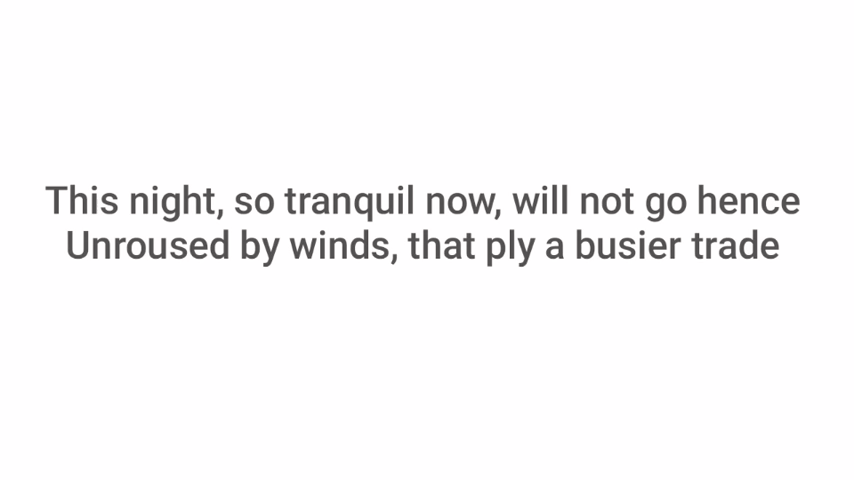 This night, so tranquil now, will not go hence
Unroused by winds, that ply a busier trade